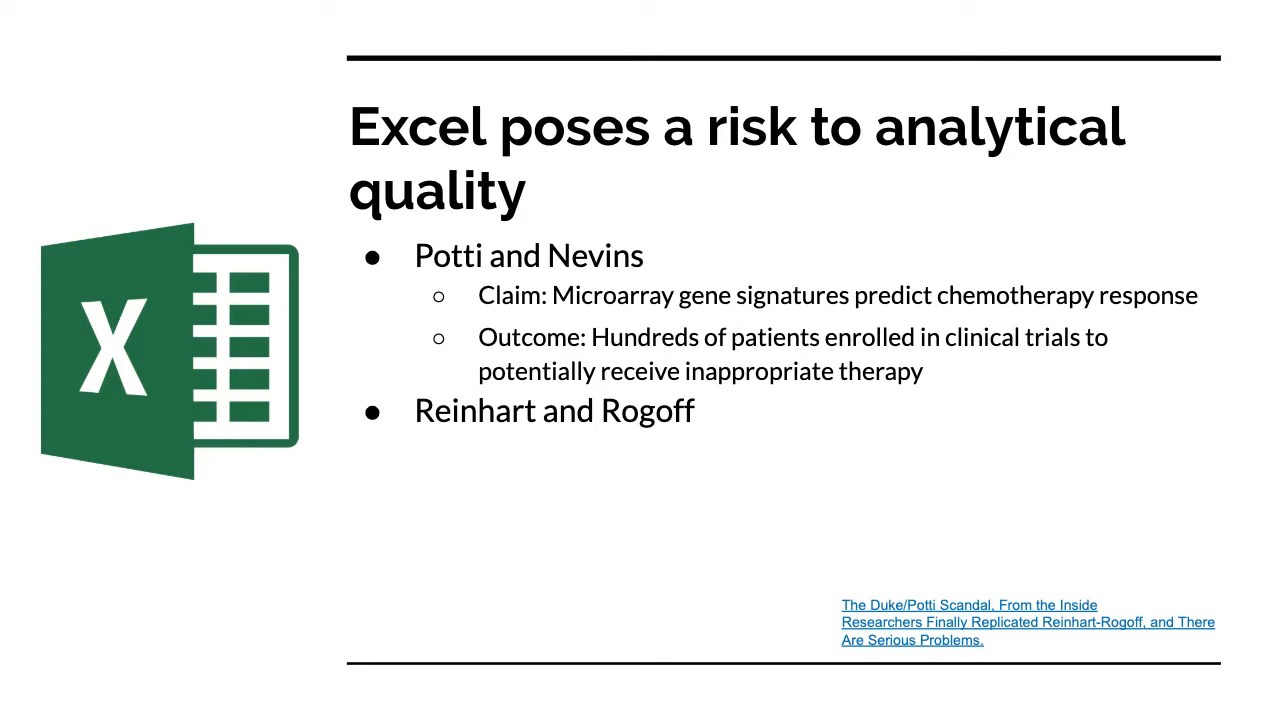 Excel poses a risk to analytical
quality
X
● Potti and Nevins
○ Claim: Microarray gene signatures predict chemotherapy response
○ Outcome: Hundreds of patients enrolled in clinical trials to
potentially receive inappropriate therapy
● Reinhart and Rogoff
The Duke/Potti Scandal, From the Inside
Researchers Finally Replicated Reinhart-Rogoff, and There
Are Serious Problems.